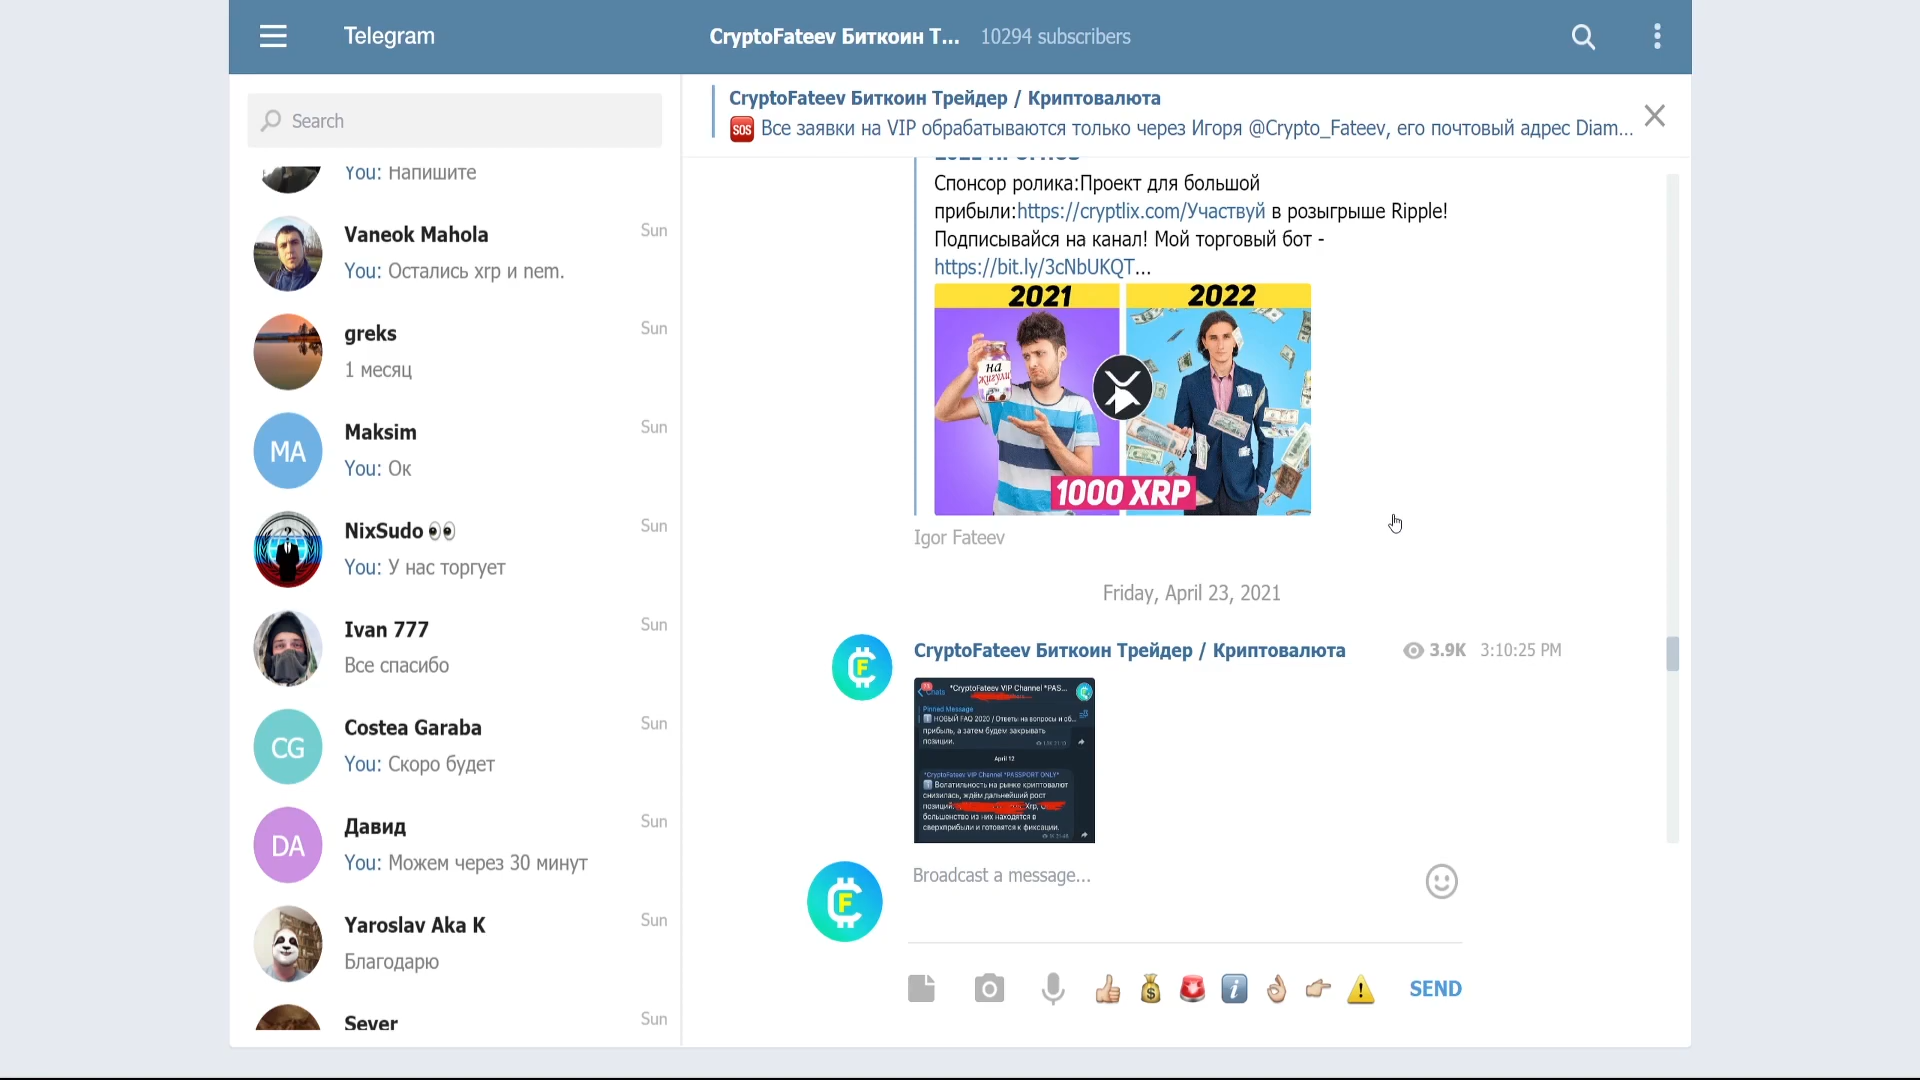 Telegram
CryptoFateev Биткоин Т...
10294 subscribers
Search
You: Напишите
Vaneok Mahola
Sun
You: Остались xrp и nem.
greks
Sun
1 месяц
Maksim
Sun
MA
You: Ок
NixSudo 👀
Sun
You: У нас торгует
Ivan 777
Sun
Все спасибо
Costea Garaba
Sun
CG
You: Скоро будет
Давид
Sun
DA
You: Можем через 30 минут
Yaroslav Aka K
Sun
Благодарю
Sever
Sun
CryptoFateev Биткоин Трейдер / Криптовалюта
SOS Все заявки на VIP обрабатываются только через Игоря @Crypto_Fateev, его почтовый адрес Diam...
Спонсор ролика:Проект для большой
прибыли:https://cryptlix.com/Участвуй в розыгрыше Ripple!
Подписывайся на канал! Мой торговый бот -
https://bit.ly/3cNbUKQT...
2021
2022
на
жигули
1000 XRP
Igor Fateev
Friday, April 23, 2021
CryptoFateev Биткоин Трейдер / Криптовалюта
3.9K 3:10:25 PM
Chats
*CryptoFateev VIP Channel *PAS...
Pinned Message
НОВЫЙ FAQ 2020 / Ответы на вопросы и об...
прибыль, а затем будем закрывать
позиции.
April 12
*CryptoFateev VIP Channel *PASSPORT ONLY*
Волатильность на рынке криптовалют
снизилась, ждём дальнейший рост
позиций, Xrp,
большенство из них находятся в
сверхприбыли и готовятся к фиксации.
Broadcast a message...
SEND